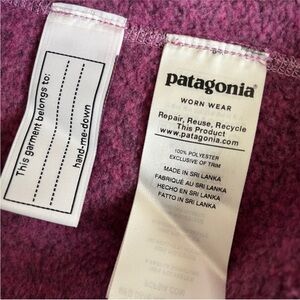 This garment belongs to:
hand-me-down
patagonia®
WORN WEAR
Repair, Reuse, Recycle
This Product
www.patagonia.com
100% POLYESTER
EXCLUSIVE OF TRIM
MADE IN SRI LANKA
FABRIQUÉ AU SRI LANKA
HECHO EN SRI LANKA
FATTO IN SRI LANKA